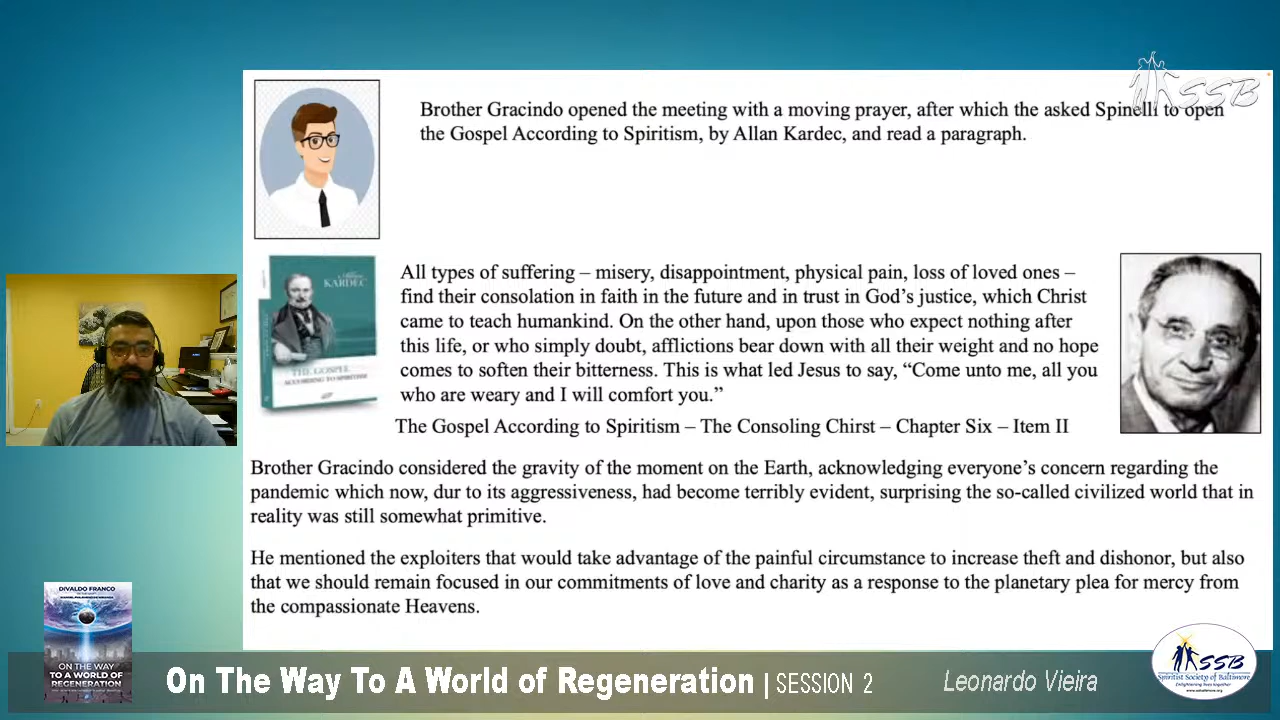 SSB
Brother Gracindo opened the meeting with a moving prayer, after which the asked Spinelli to open
the Gospel According to Spiritism, by Allan Kardec, and read a paragraph.
KARDEC
THE GOSPEL
ACCORDING TO SPIRITISM
All types of suffering – misery, disappointment, physical pain, loss of loved ones –
find their consolation in faith in the future and in trust in God’s justice, which Christ
came to teach humankind. On the other hand, upon those who expect nothing after
this life, or who simply doubt, afflictions bear down with all their weight and no hope
comes to soften their bitterness. This is what led Jesus to say, “Come unto me, all you
who are weary and I will comfort you.”
The Gospel According to Spiritism – The Consoling Chirst – Chapter Six – Item II
Brother Gracindo considered the gravity of the moment on the Earth, acknowledging everyone’s concern regarding the
pandemic which now, dur to its aggressiveness, had become terribly evident, surprising the so-called civilized world that in
reality was still somewhat primitive.
He mentioned the exploiters that would take advantage of the painful circumstance to increase theft and dishonor, but also
that we should remain focused in our commitments of love and charity as a response to the planetary plea for mercy from
the compassionate Heavens.
DIVALDO FRANCO
ON THE WAY
TO A WORLD OF
REGENERATION
On The Way To A World of Regeneration | SESSION 2
Leonardo Vieira
SSB
Spiritist Society of Baltimore
Enlightening lives together
www.ssbaltimore.org